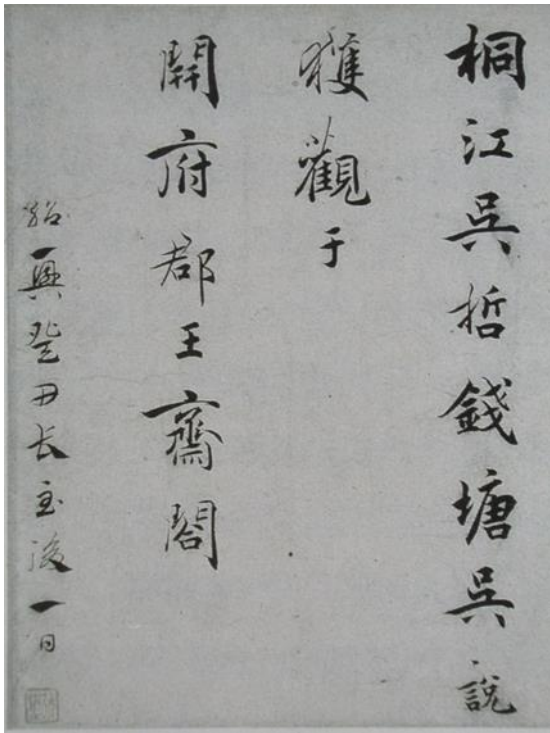 桐江吳哲錢塘吳說
獲觀于
開府郡王齋閤
紹興癸丑長至後一日